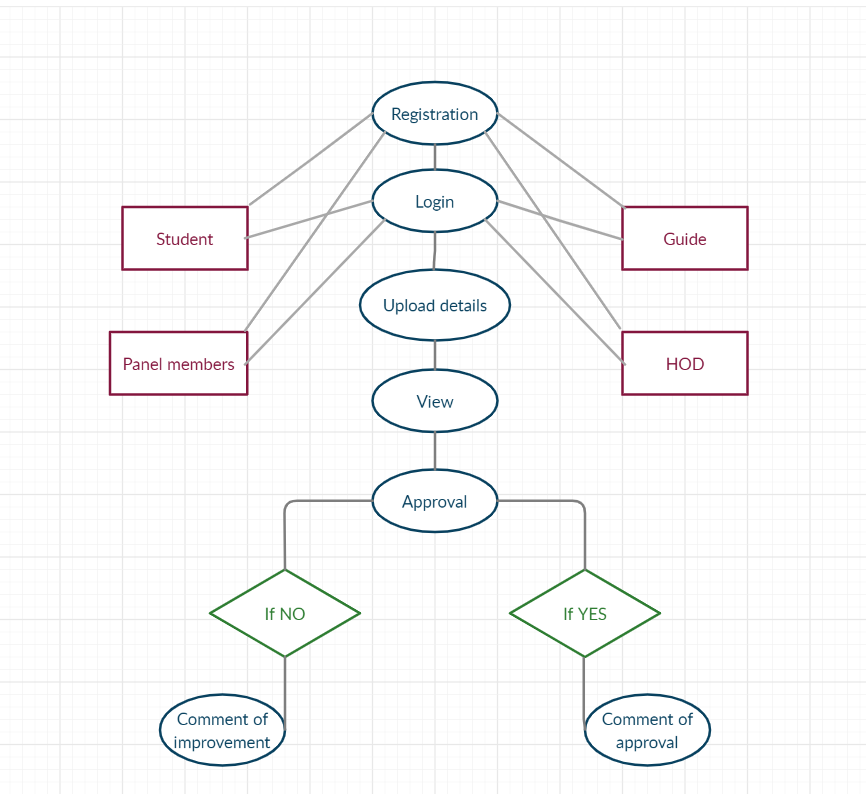 Registration
Login
Student
Guide
Upload details
Panel members
HOD
View
Approval
If NO
If YES
Comment of
improvement
Comment of
approval